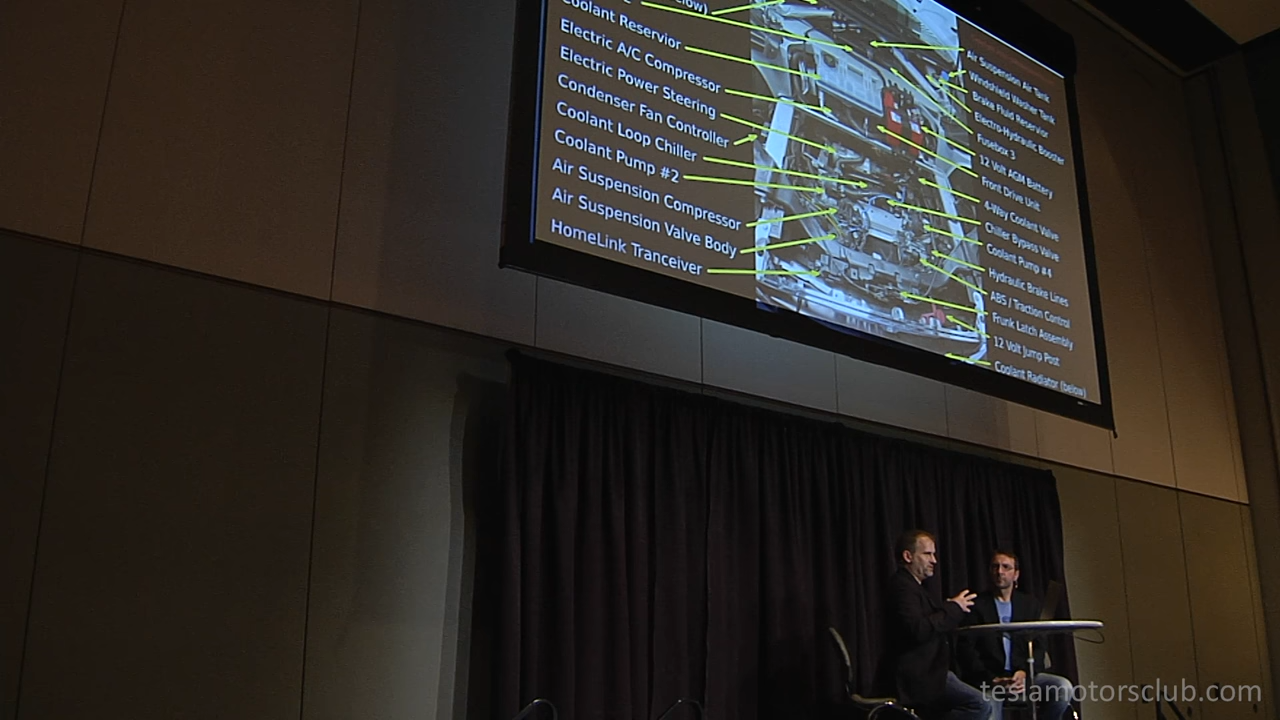 below)
Coolant Reservior
Electric A/C Compressor
Electric Power Steering
Condenser Fan Controller
Coolant Loop Chiller
Coolant Pump #2
Air Suspension Compressor
Air Suspension Valve Body
HomeLink Tranceiver
Air Suspension Air Tank
Windshield Washer Tank
Brake Fluid Reservior
Electro-Hydraulic Booster
Fusebox 3
12 Volt AGM Battery
Front Drive Unit
4-Way Coolant Valve
Chiller Bypass Valve
Coolant Pump #4
Hydraulic Brake Lines
ABS / Traction Control
Frunk Latch Assembly
12 Volt Jump Post
Coolant Radiator (below)
teslamotorsclub.com